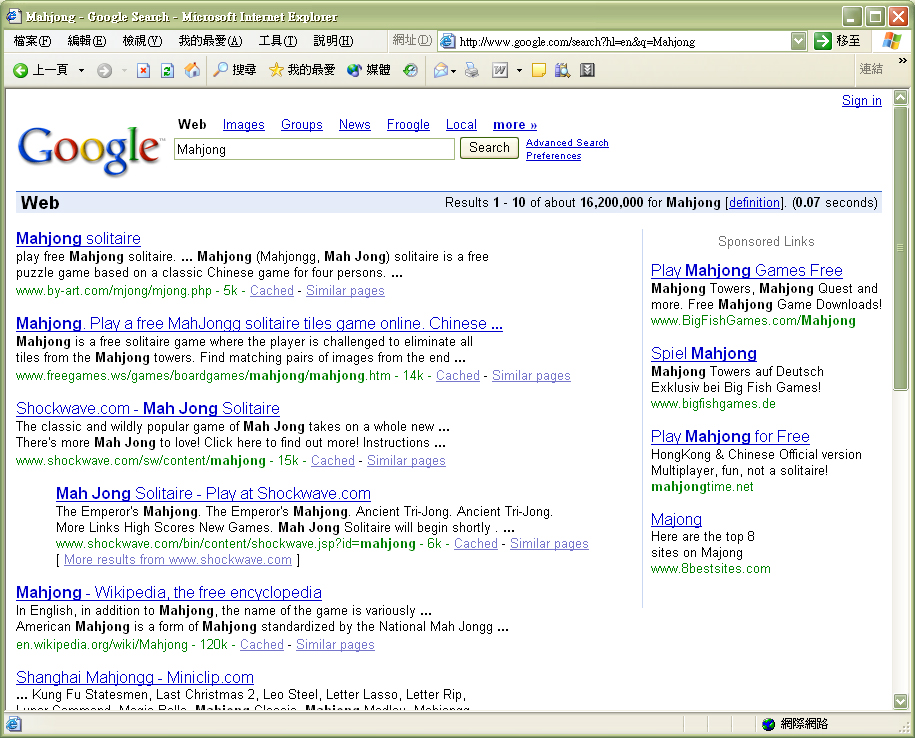 Mahjong - Google Search - Microsoft Internet Explorer
檔案(F) 編輯(E) 檢視(V) 我的最愛(A) 工具(T) 說明(H) 網址(D) http://www.google.com/search?hl=en&q=Mahjong 移至
上一頁 搜尋 我的最愛 媒體 連結 »
Sign in
Google™
Web Images Groups News Froogle Local more »
Mahjong Search
Advanced Search
Preferences
Web Results 1 - 10 of about 16,200,000 for Mahjong [definition]. (0.07 seconds)
Mahjong solitaire
play free Mahjong solitaire. ... Mahjong (Mahjongg, Mah Jong) solitaire is a free
puzzle game based on a classic Chinese game for four persons. ...
www.by-art.com/mjong/mjong.php - 5k - Cached - Similar pages
Mahjong. Play a free MahJongg solitaire tiles game online. Chinese ...
Mahjong is a free solitaire game where the player is challenged to eliminate all
tiles from the Mahjong towers. Find matching pairs of images from the end ...
www.freegames.ws/games/boardgames/mahjong/mahjong.htm - 14k - Cached - Similar pages
Shockwave.com - Mah Jong Solitaire
The classic and wildly popular game of Mah Jong takes on a whole new ...
There's more Mah Jong to love! Click here to find out more! Instructions ...
www.shockwave.com/sw/content/mahjong - 15k - Cached - Similar pages
Mah Jong Solitaire - Play at Shockwave.com
The Emperor's Mahjong. The Emperor's Mahjong. Ancient Tri-Jong. Ancient Tri-Jong.
More Links High Scores New Games. Mah Jong Solitaire will begin shortly . ...
www.shockwave.com/bin/content/shockwave.jsp?id=mahjong - 6k - Cached - Similar pages
[ More results from www.shockwave.com ]
Mahjong - Wikipedia, the free encyclopedia
In English, in addition to Mahjong, the name of the game is variously ...
American Mahjong is a form of Mahjong standardized by the National Mah Jongg ...
en.wikipedia.org/wiki/Mahjong - 120k - Cached - Similar pages
Shanghai Mahjongg - Miniclip.com
... Kung Fu Statesmen, Last Christmas 2, Leo Steel, Letter Lasso, Letter Rip,
Lunar Command, Magic Balls, Mahjong Classic, Mahjong Medley, Mahjongg
Sponsored Links
Play Mahjong Games Free
Mahjong Towers, Mahjong Quest and
more. Free Mahjong Game Downloads!
www.BigFishGames.com/Mahjong
Spiel Mahjong
Mahjong Towers auf Deutsch
Exklusiv bei Big Fish Games!
www.bigfishgames.de
Play Mahjong for Free
HongKong & Chinese Official version
Multiplayer, fun, not a solitaire!
mahjongtime.net
Majong
Here are the top 8
sites on Majong
www.8bestsites.com
網際網路